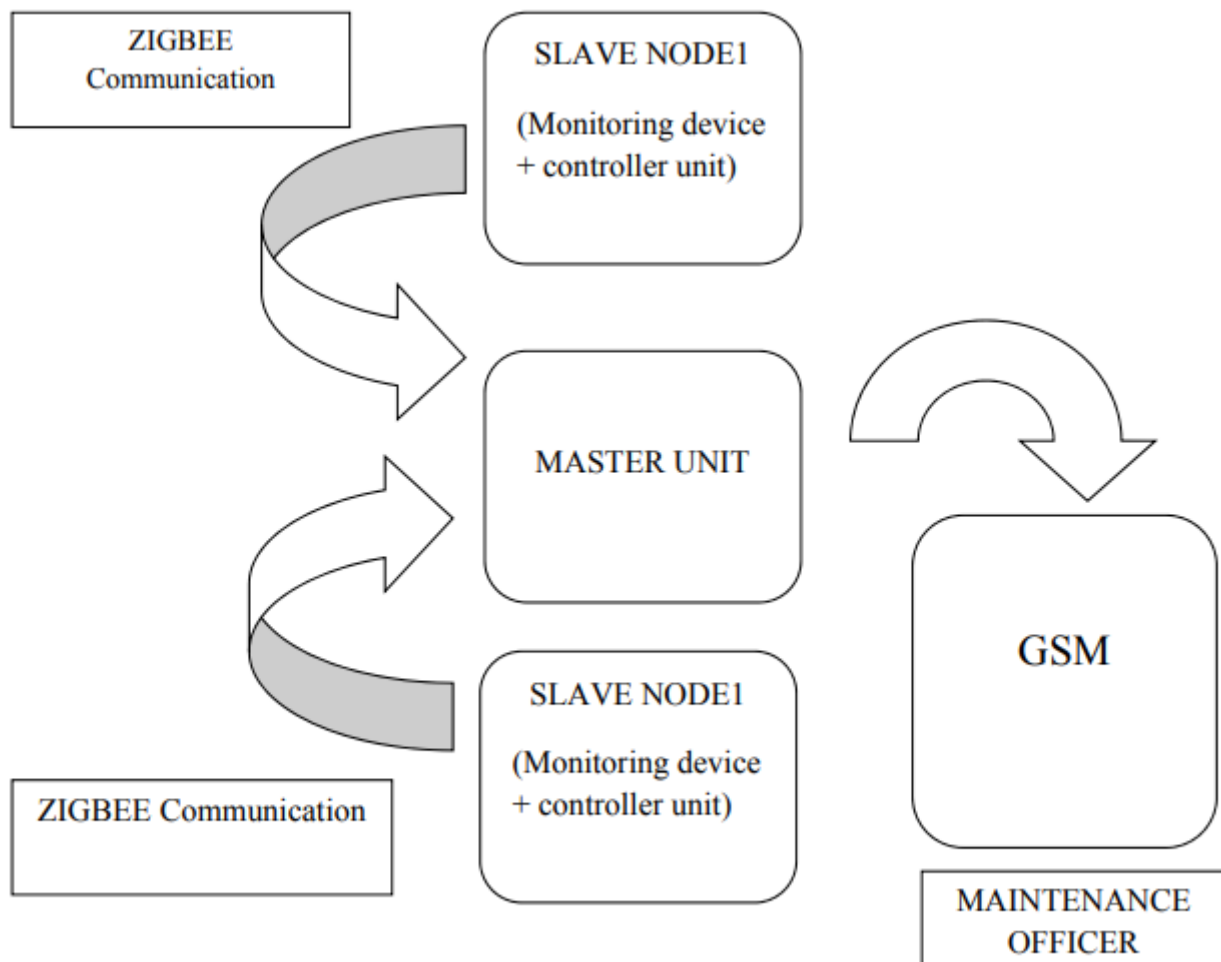 ZIGBEE
Communication
SLAVE NODE1
(Monitoring device
+ controller unit)
MASTER UNIT
GSM
SLAVE NODE1
(Monitoring device
+ controller unit)
ZIGBEE Communication
MAINTENANCE
OFFICER